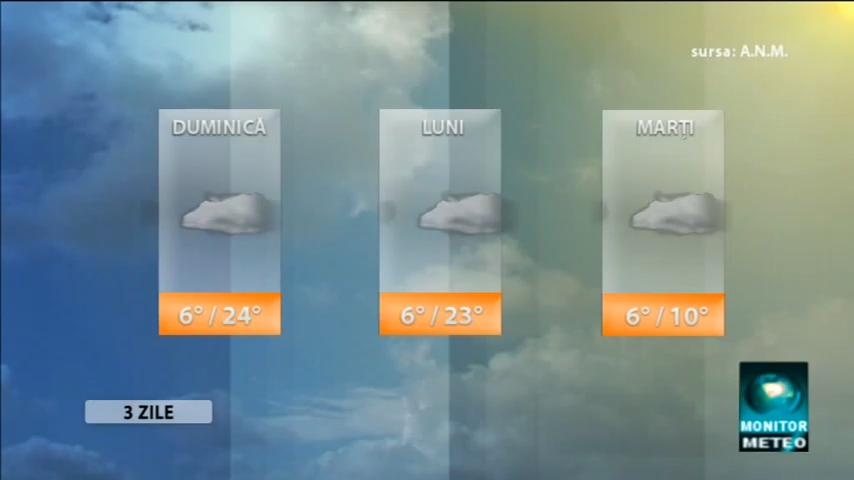 sursa: A.N.M.
DUMINICĂ
LUNI
MARȚI
6° / 24°
6° / 23°
6° / 10°
3 ZILE
MONITOR
METEO